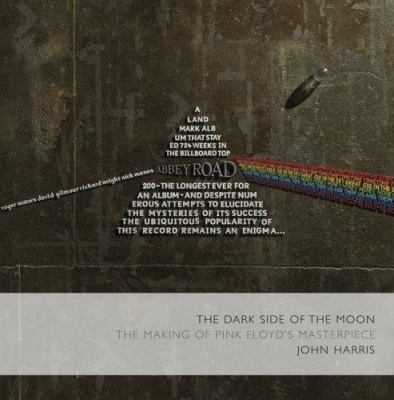 A
LAND
MARK ALB
UM THAT STAY
ED 724 WEEKS IN
THE BILLBOARD TOP
roger waters david gilmour richard wright nick mason ABBEY ROAD
200-THE LONGEST EVER FOR
AN ALBUM-AND DESPITE NUM
EROUS ATTEMPTS TO ELUCIDATE
THE MYSTERIES OF ITS SUCCESS
THE UBIQUITOUS POPULARITY OF
THIS RECORD REMAINS AN ENIGMA...
THE DARK SIDE OF THE MOON
THE MAKING OF PINK FLOYD'S MASTERPIECE
JOHN HARRIS